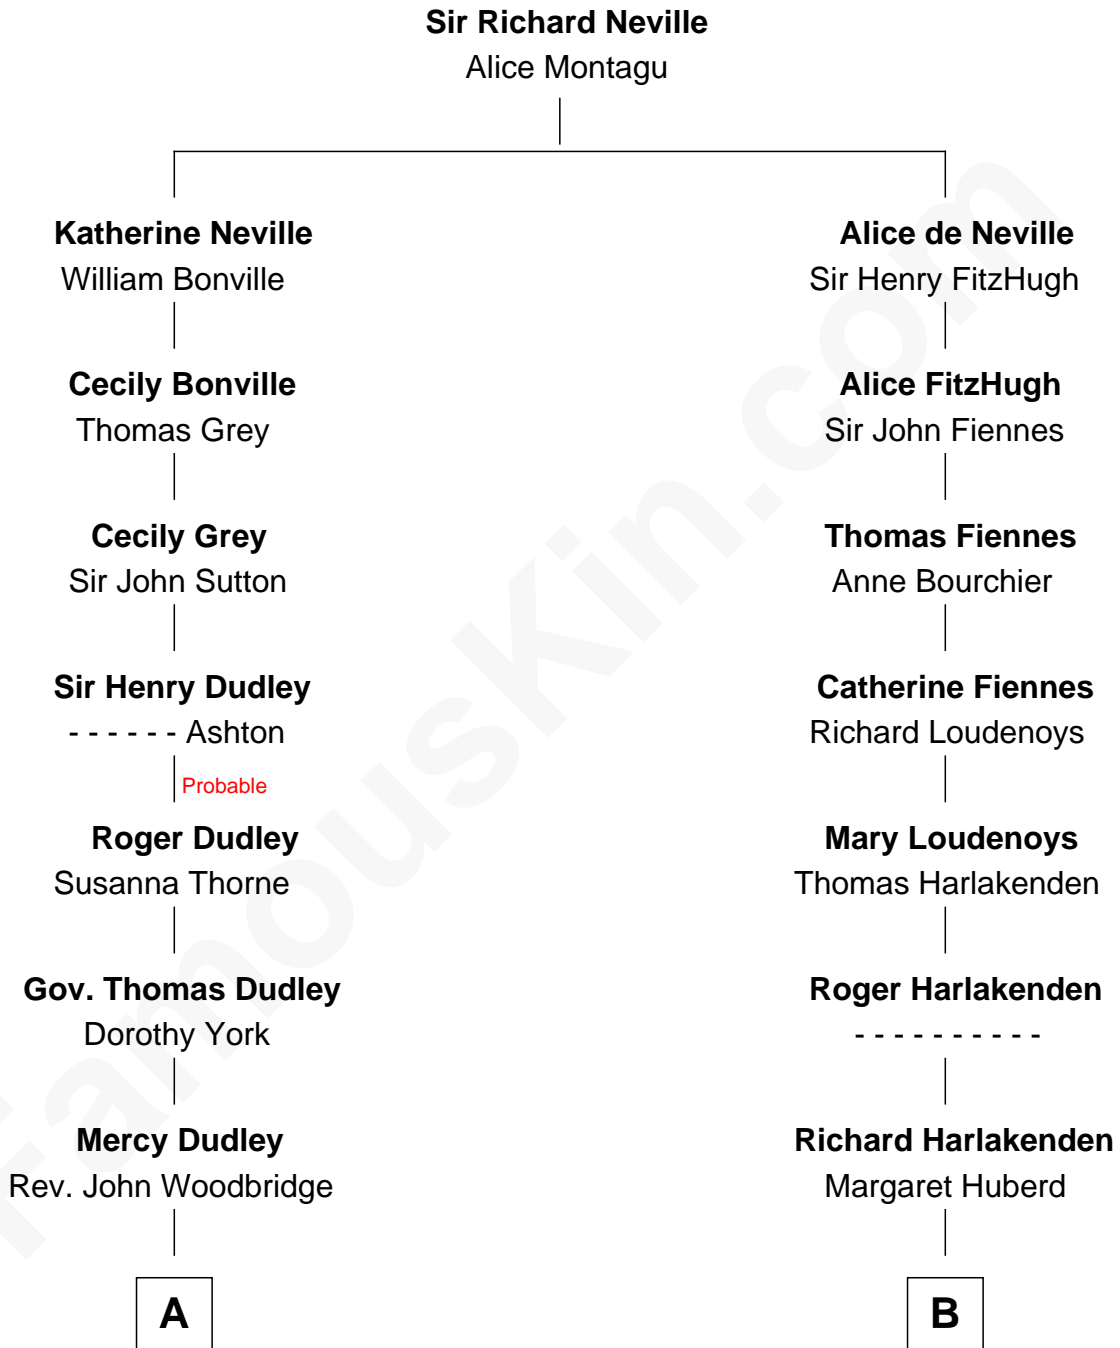 Sir Richard Neville
Alice Montagu
Katherine Neville
William Bonville
Alice de Neville
Sir Henry FitzHugh
Cecily Bonville
Thomas Grey
Alice FitzHugh
Sir John Fiennes
Cecily Grey
Sir John Sutton
Thomas Fiennes
Anne Bourchier
Sir Henry Dudley
- - - - - - Ashton
Probable
Catherine Fiennes
Richard Loudenoys
Roger Dudley
Susanna Thorne
Mary Loudenoys
Thomas Harlakenden
Gov. Thomas Dudley
Dorothy York
Roger Harlakenden
- - - - - - - - - -
Mercy Dudley
Rev. John Woodbridge
Richard Harlakenden
Margaret Huberd
A
B
FamousKin.com